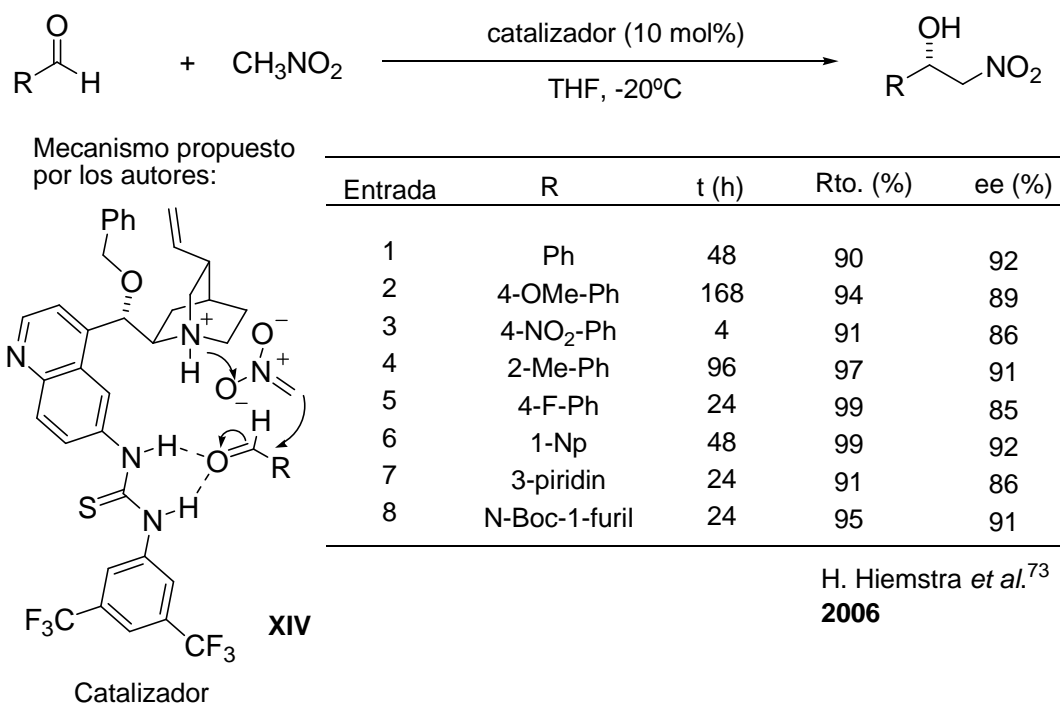 R
O
H
+
CH3NO2
catalizador (10 mol%)
THF, -20ºC
OH
R
NO2
Mecanismo propuesto
por los autores:
Entrada R t (h) Rto. (%) ee (%)
1 Ph 48 90 92
2 4-OMe-Ph 168 94 89
3 4-NO2-Ph 4 91 86
4 2-Me-Ph 96 97 91
5 4-F-Ph 24 99 85
6 1-Np 48 99 92
7 3-piridin 24 91 86
8 N-Boc-1-furil 24 95 91
Ph
O
N+
H
N
O−
N+
O−
H
O
R
N H
S
N H
F3C
CF3
XIV
Catalizador
H. Hiemstra et al.73
2006